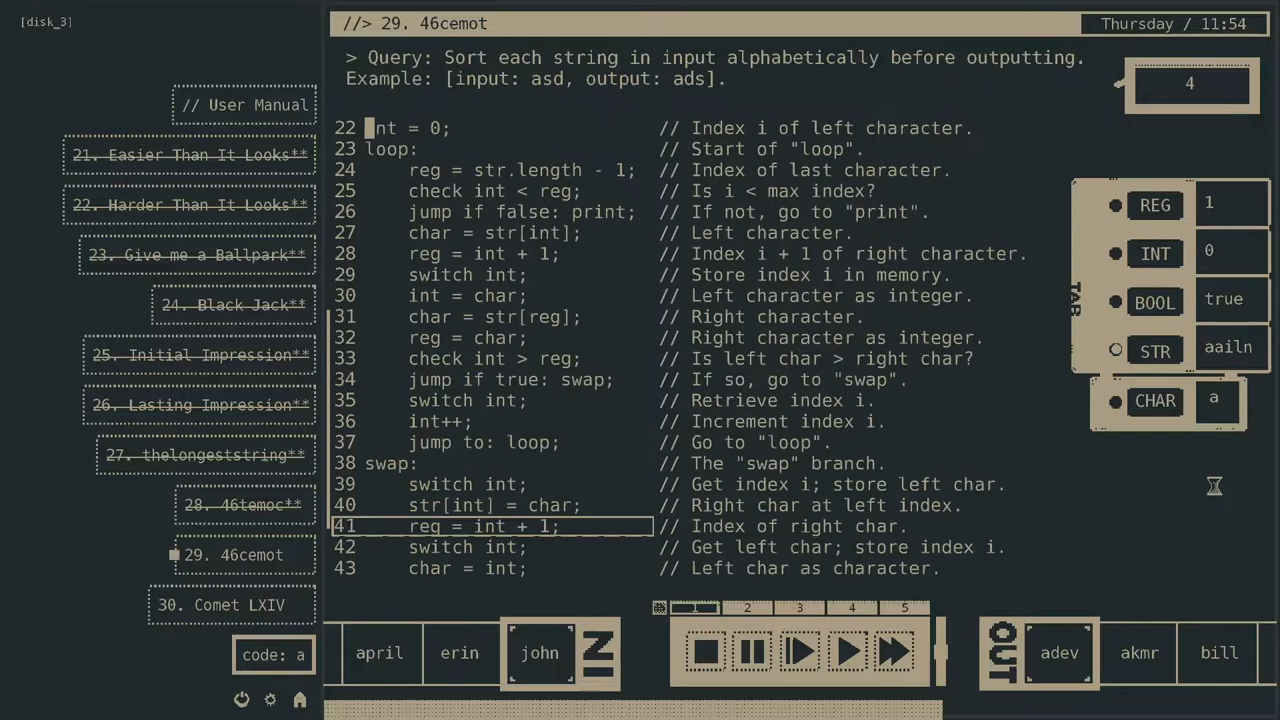 [disk_3]
//> 29. 46cemot
Thursday / 11:54
> Query: Sort each string in input alphabetically before outputting.
Example: [input: asd, output: ads].
4
// User Manual
21. Easier Than It Looks**
22. Harder Than It Looks**
23. Give me a Ballpark**
24. Black Jack**
25. Initial Impression**
26. Lasting Impression**
27. thelongeststring**
28. 46temoc**
29. 46cemot
30. Comet LXIV
code: a
22 nt = 0; // Index i of left character.
23 loop: // Start of "loop".
24 reg = str.length - 1; // Index of last character.
25 check int < reg; // Is i < max index?
26 jump if false: print; // If not, go to "print".
27 char = str[int]; // Left character.
28 reg = int + 1; // Index i + 1 of right character.
29 switch int; // Store index i in memory.
30 int = char; // Left character as integer.
31 char = str[reg]; // Right character.
32 reg = char; // Right character as integer.
33 check int > reg; // Is left char > right char?
34 jump if true: swap; // If so, go to "swap".
35 switch int; // Retrieve index i.
36 int++; // Increment index i.
37 jump to: loop; // Go to "loop".
38 swap: // The "swap" branch.
39 switch int; // Get index i; store left char.
40 str[int] = char; // Right char at left index.
41 reg = int + 1; // Index of right char.
42 switch int; // Get left char; store index i.
43 char = int; // Left char as character.
TAB
REG 1
INT 0
BOOL true
STR aailn
CHAR a
1 2 3 4 5
april erin john IN
OUT adev akmr bill